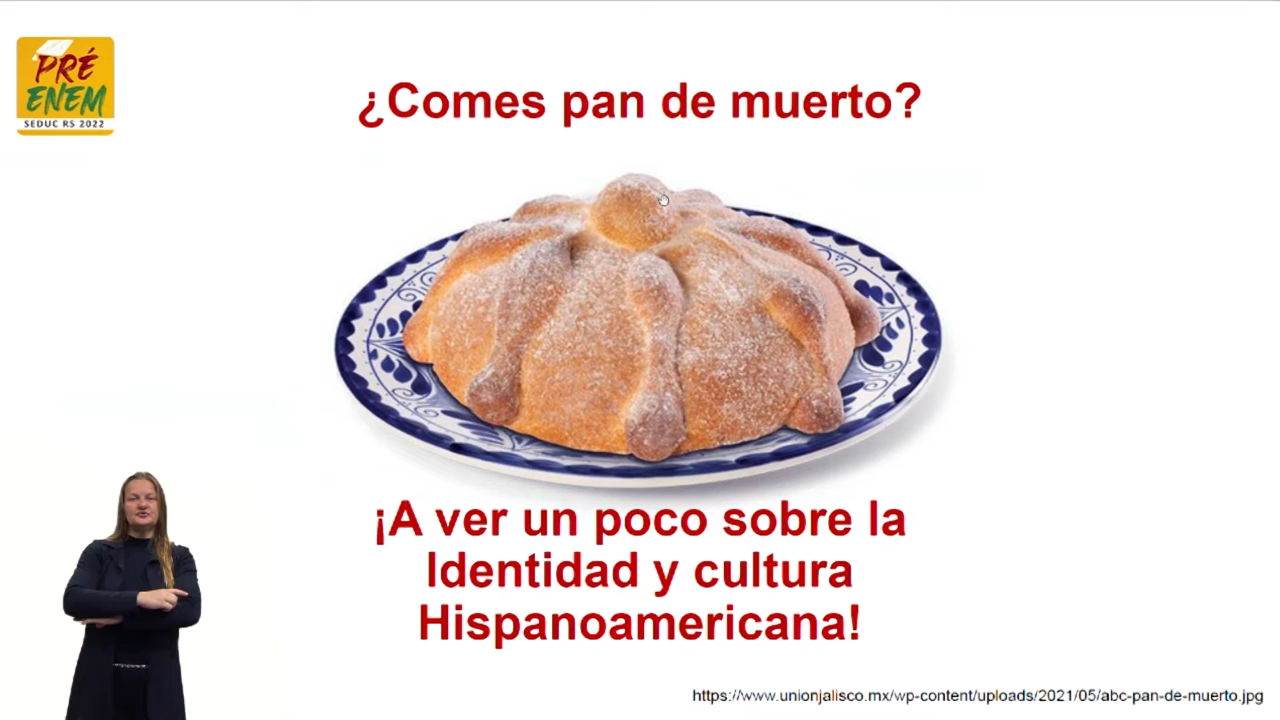 PRÉ
ENEM
SEDUC RS 2022
¿Comes pan de muerto?
¡A ver un poco sobre la
Identidad y cultura
Hispanoamericana!
https://www.unionjalisco.mx/wp-content/uploads/2021/05/abc-pan-de-muerto.jpg